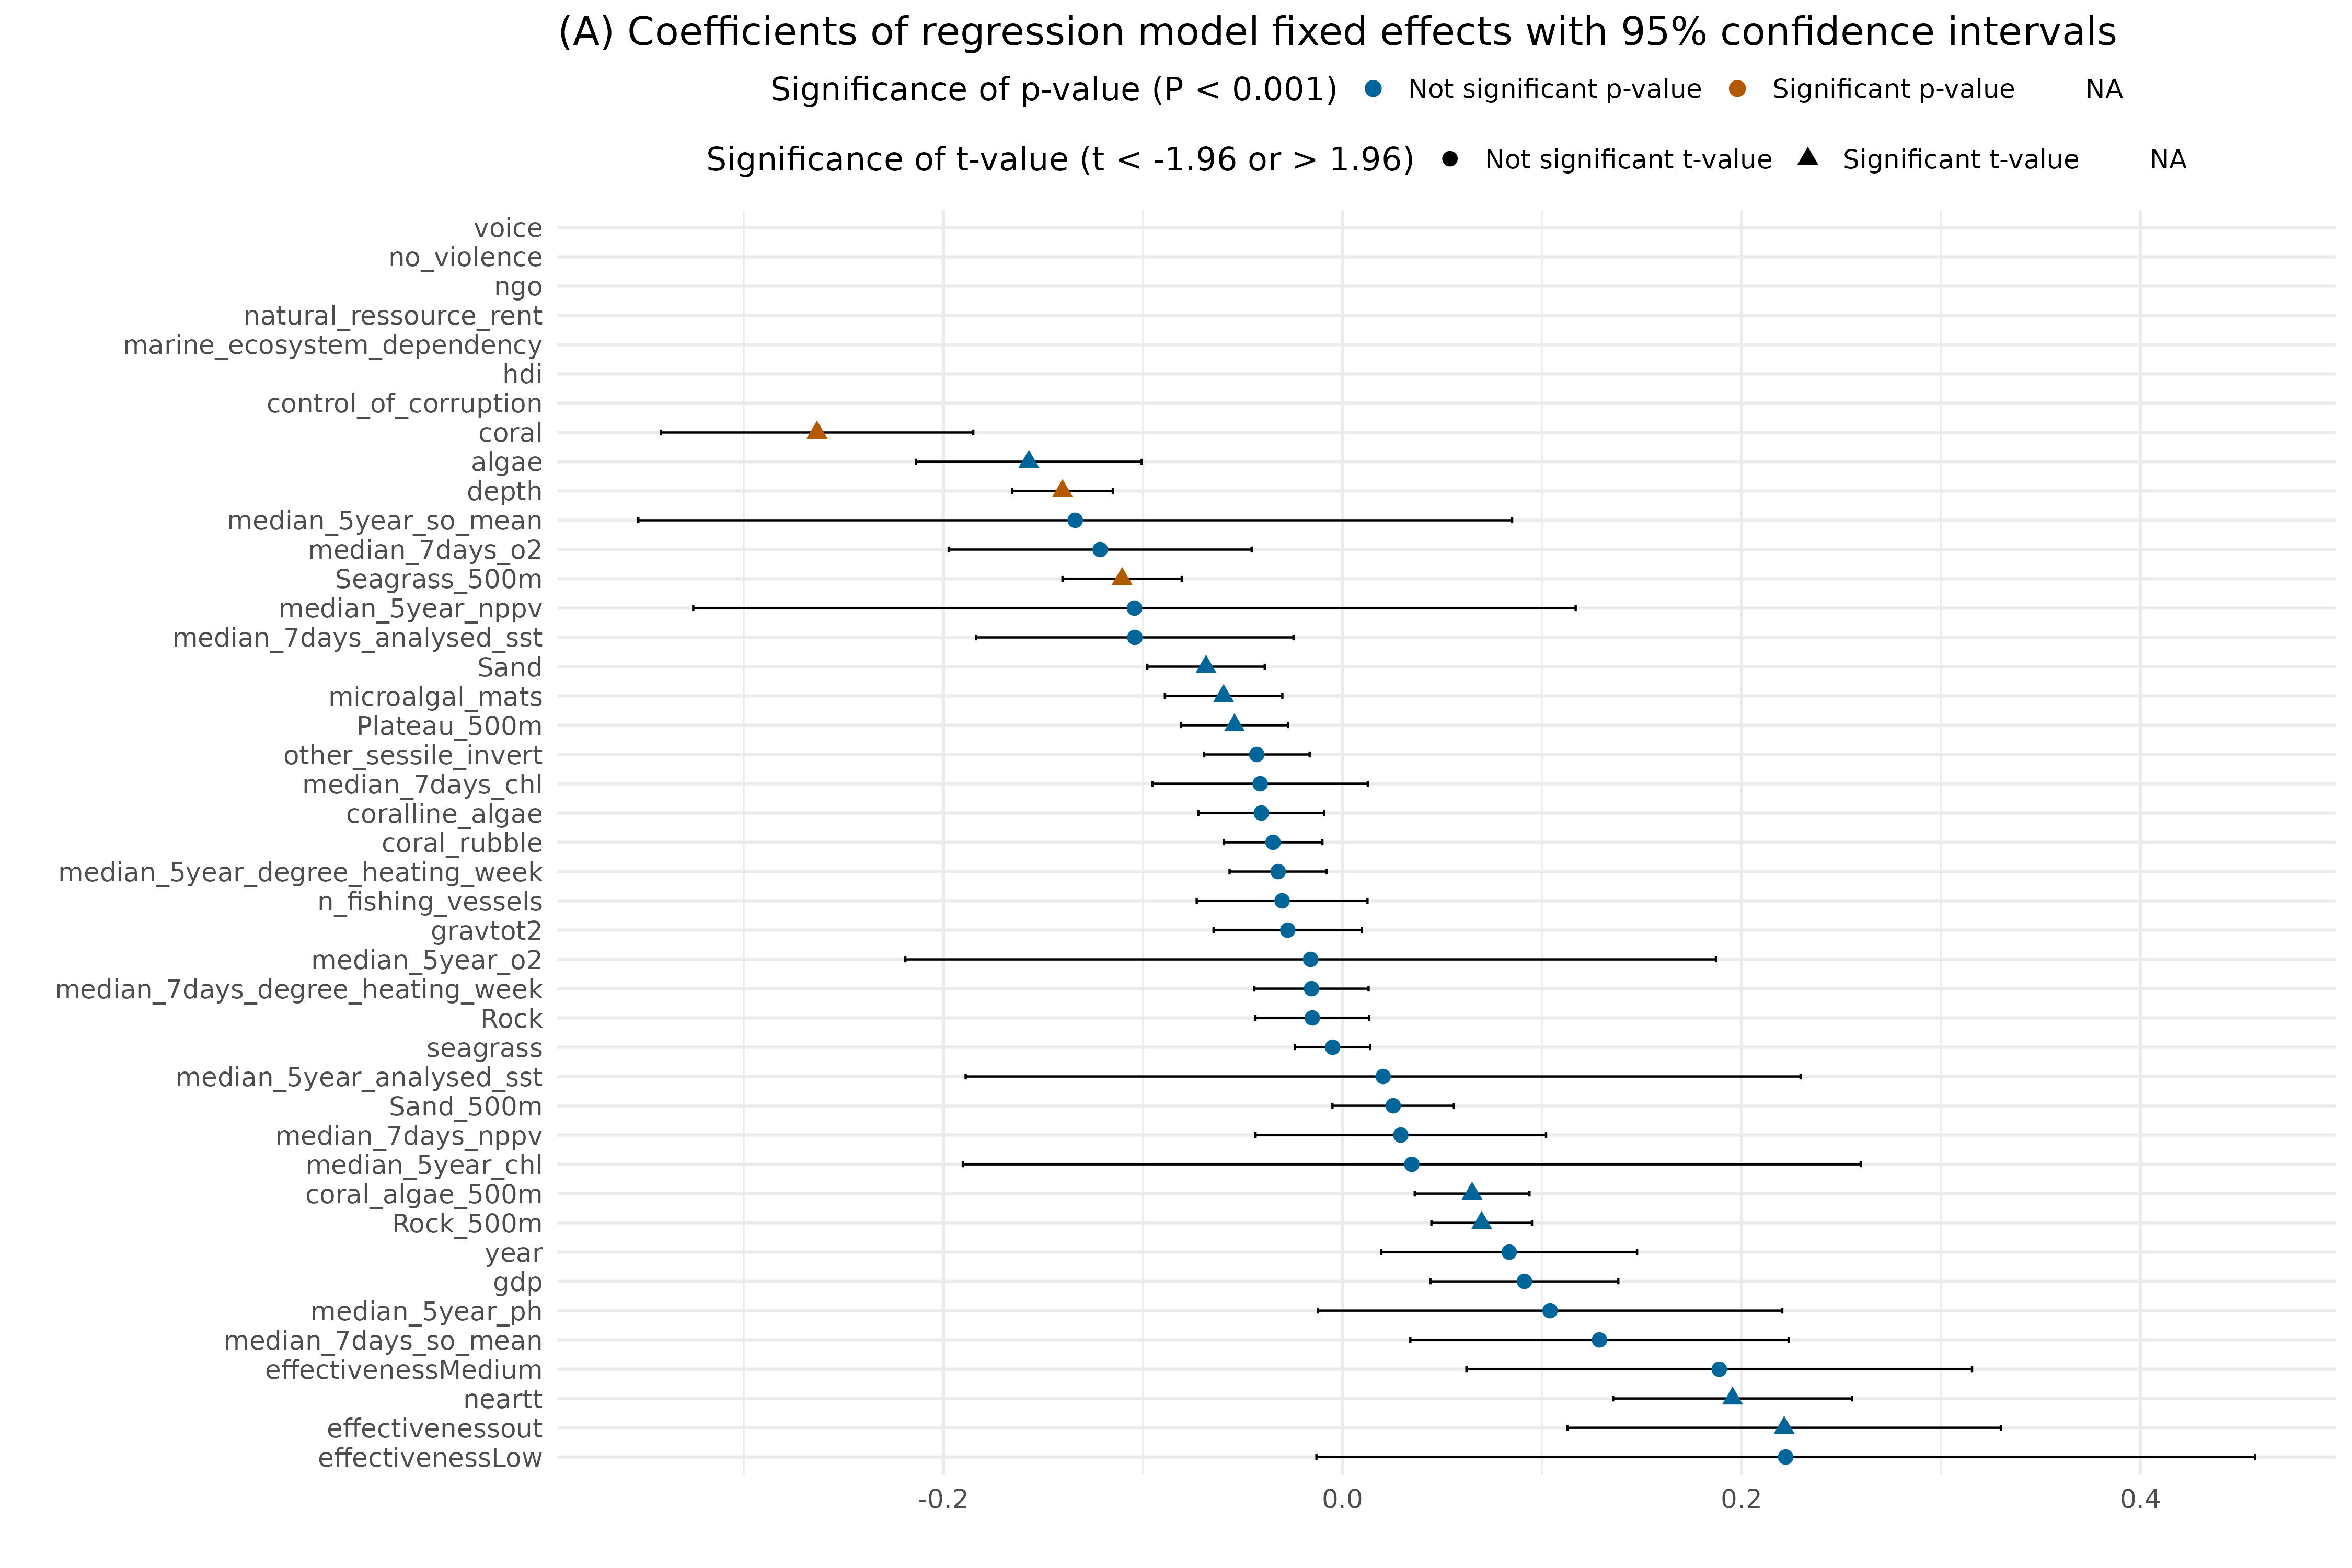 (A) Coefficients of regression model fixed effects with 95% confidence intervals
Significance of p-value (P < 0.001) Not significant p-value Significant p-value NA
Significance of t-value (t < -1.96 or > 1.96) Not significant t-value Significant t-value NA
voice
no_violence
ngo
natural_ressource_rent
marine_ecosystem_dependency
hdi
control_of_corruption
coral
algae
depth
median_5year_so_mean
median_7days_o2
Seagrass_500m
median_5year_nppv
median_7days_analysed_sst
Sand
microalgal_mats
Plateau_500m
other_sessile_invert
median_7days_chl
coralline_algae
coral_rubble
median_5year_degree_heating_week
n_fishing_vessels
gravtot2
median_5year_o2
median_7days_degree_heating_week
Rock
seagrass
median_5year_analysed_sst
Sand_500m
median_7days_nppv
median_5year_chl
coral_algae_500m
Rock_500m
year
gdp
median_5year_ph
median_7days_so_mean
effectivenessMedium
neartt
effectivenessout
effectivenessLow
-0.2 0.0 0.2 0.4